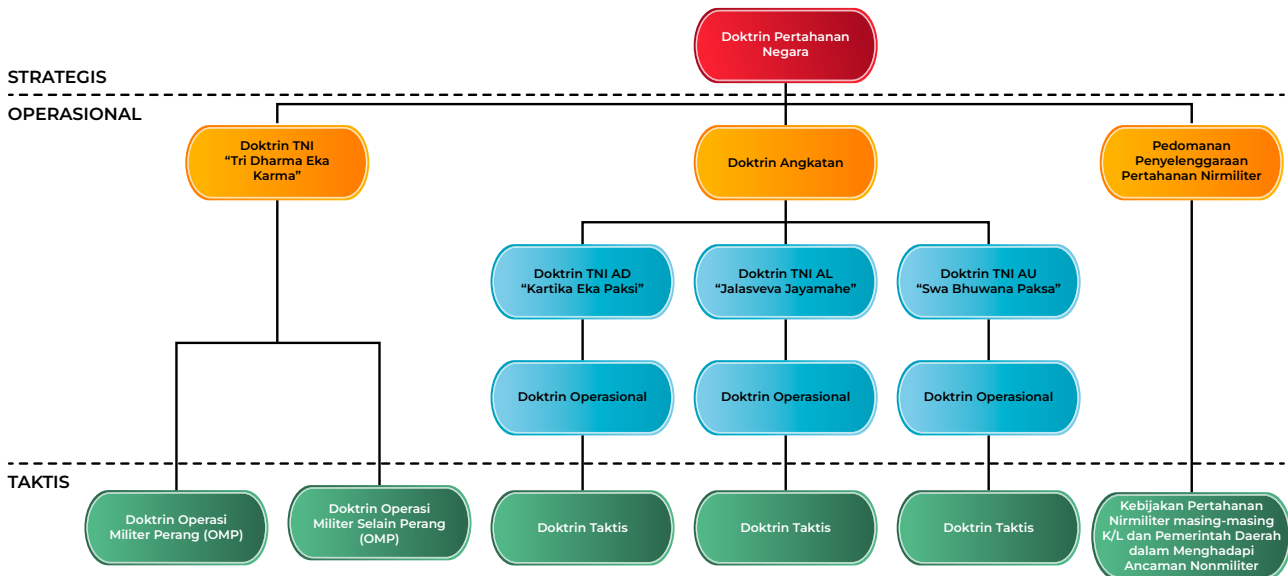 Doktrin Pertahanan
Negara
STRATEGIS
OPERASIONAL
Doktrin TNI
“Tri Dharma Eka
Karma”
Doktrin Angkatan
Pedomanan
Penyelenggaraan
Pertahanan Nirmiliter
Doktrin TNI AD
“Kartika Eka Paksi”
Doktrin TNI AL
“Jalasveva Jayamahe”
Doktrin TNI AU
“Swa Bhuwana Paksa”
Doktrin Operasional
Doktrin Operasional
Doktrin Operasional
TAKTIS
Doktrin Operasi
Militer Perang (OMP)
Doktrin Operasi
Militer Selain Perang
(OMP)
Doktrin Taktis
Doktrin Taktis
Doktrin Taktis
Kebijakan Pertahanan
Nirmiliter masing-masing
K/L dan Pemerintah Daerah
dalam Menghadapi
Ancaman Nonmiliter